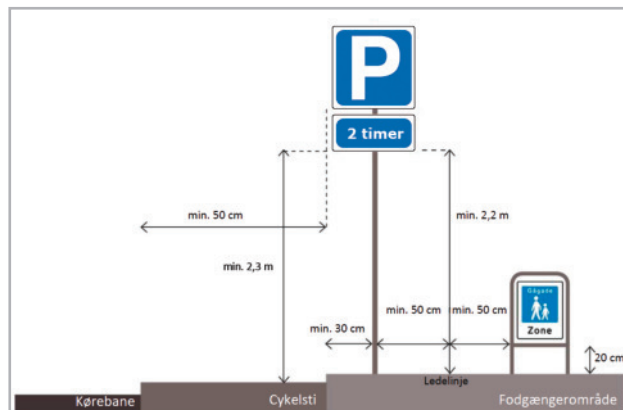 P
2 timer
min. 50 cm
min. 2,2 m
min. 2,3 m
Gågade
Zone
min. 50 cm
min. 50 cm
min. 30 cm
20 cm
Ledelinje
Kørebane
Cykelsti
Fodgængerområde